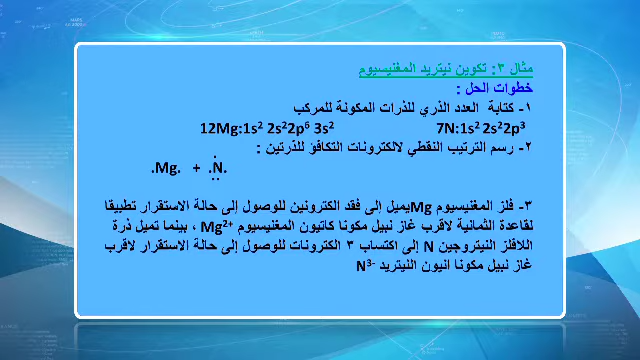 مثال ٣: تكوين نيتريد المغنيسيوم
خطوات الحل :
١- كتابة العدد الذري للذرات المكونة للمركب
12Mg:1s² 2s²2p⁶ 3s² 7N:1s² 2s²2p³
٢- رسم الترتيب النقطي لالكترونات التكافؤ للذرتين :
.Mg. + .N.
٣- فلز المغنيسيوم Mgيميل إلى فقد الكترونين للوصول إلى حالة الاستقرار تطبيقا
لقاعدة الثمانية لاقرب غاز نبيل مكونا كاتيون المغنيسيوم Mg²⁺ ، بينما تميل ذرة
اللافلز النيتروجين N إلى اكتساب ٣ الكترونات للوصول إلى حالة الاستقرار لاقرب
غاز نبيل مكونا انيون النيتريد N³⁻